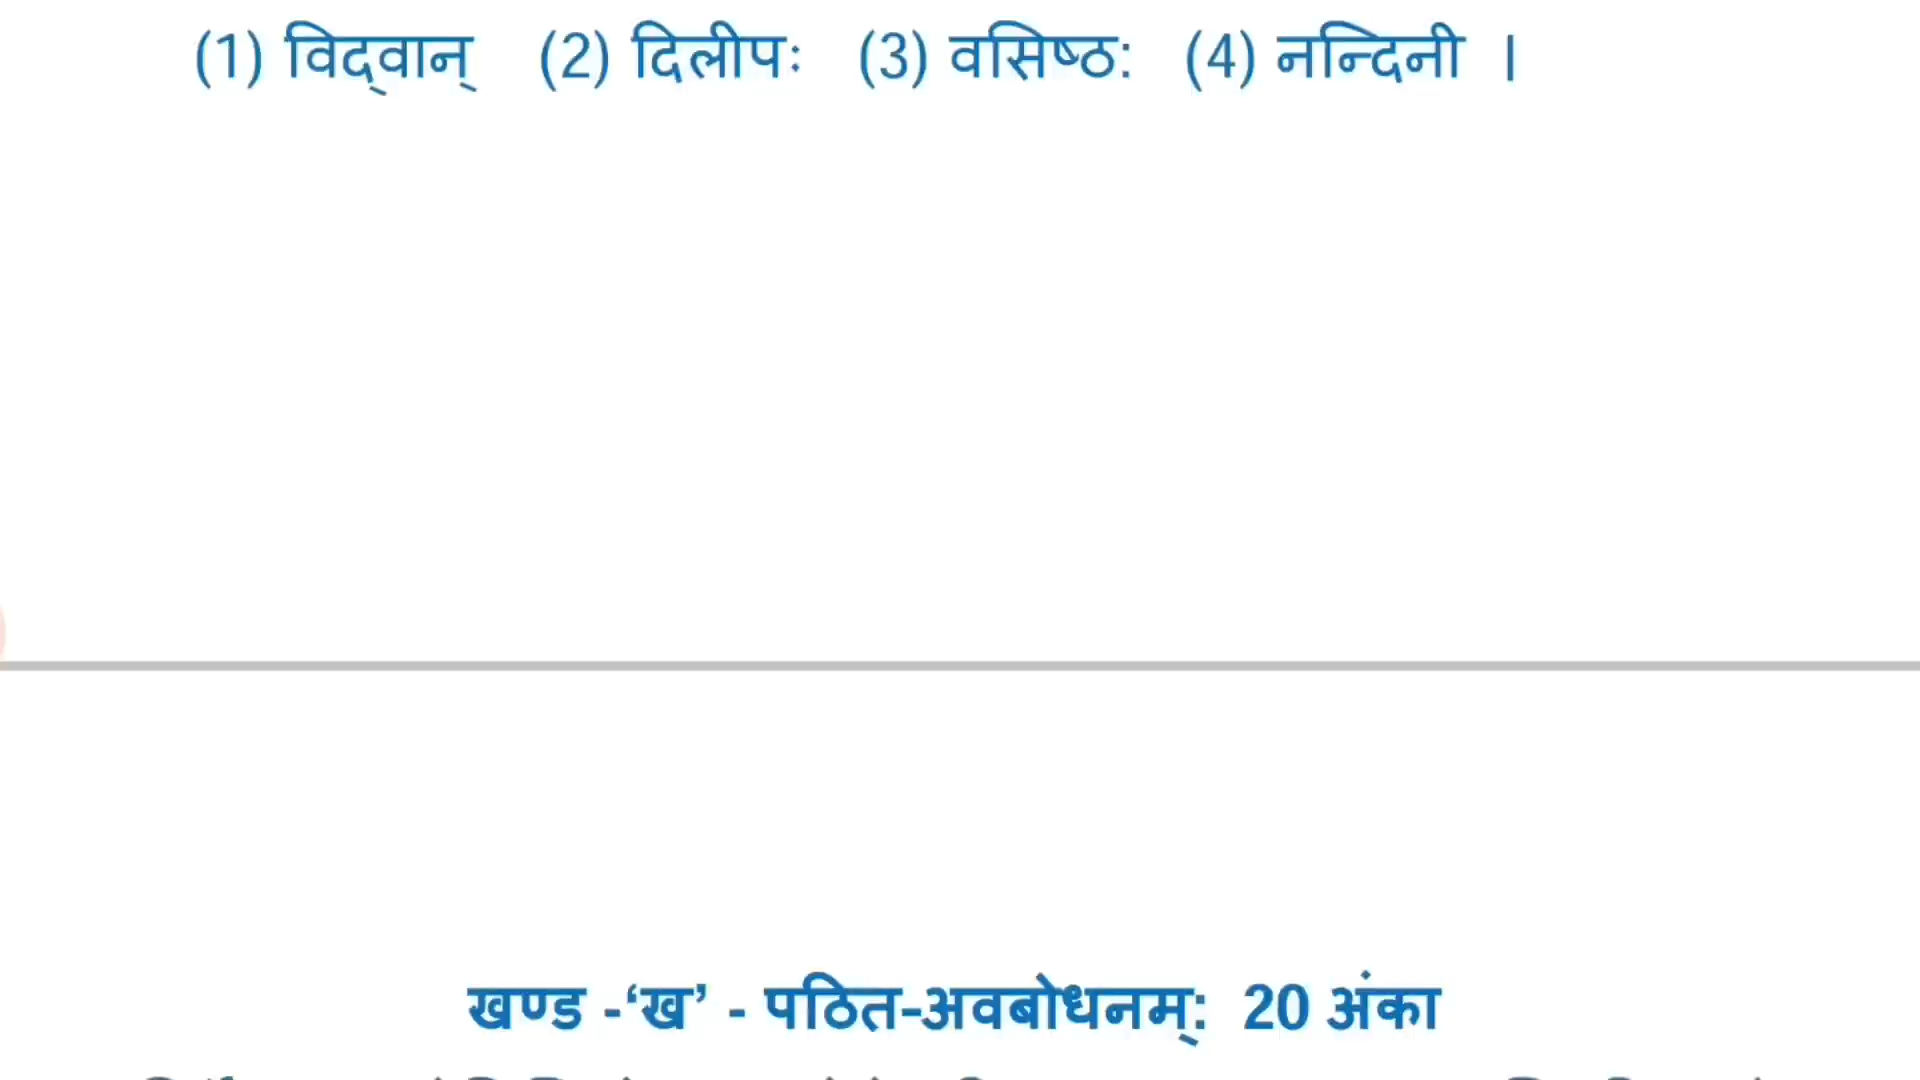 (1) विद्‌वान् (2) दिलीपः (3) वसिष्ठ: (4) नन्दिनी ।
खण्ड -‘ख’ - पठित-अवबोधनम्: 20 अंका